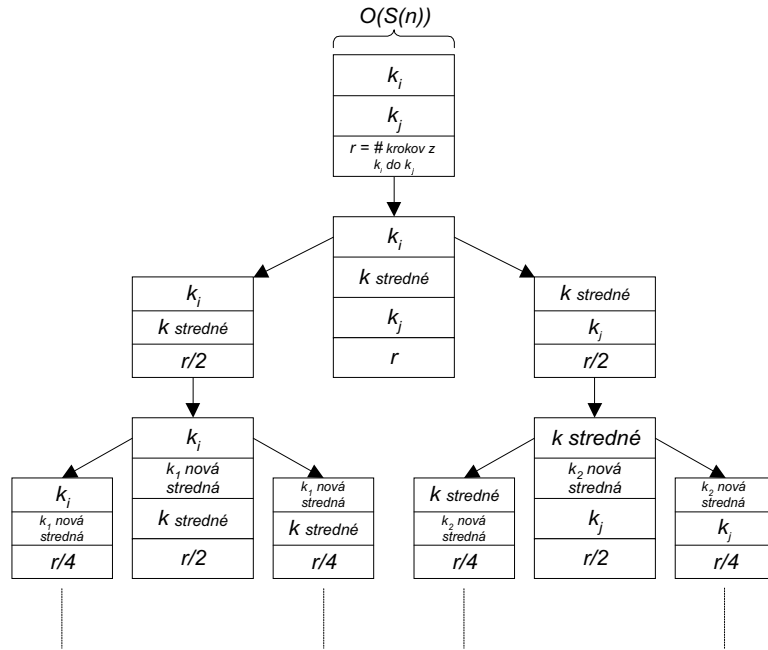 O(S(n))
k_i
k_j
r = # krokov z
k_i do k_j
k_i
k stredné
k_j
r
k_i
k stredné
r/2
k stredné
k_j
r/2
k_i
k_1 nová
stredná
k stredné
r/2
k stredné
k_2 nová
stredná
k_j
r/2
k_i
k_1 nová
stredná
r/4
k_1 nová
stredná
k stredné
r/4
k stredné
k_2 nová
stredná
r/4
k_2 nová
stredná
k_j
r/4